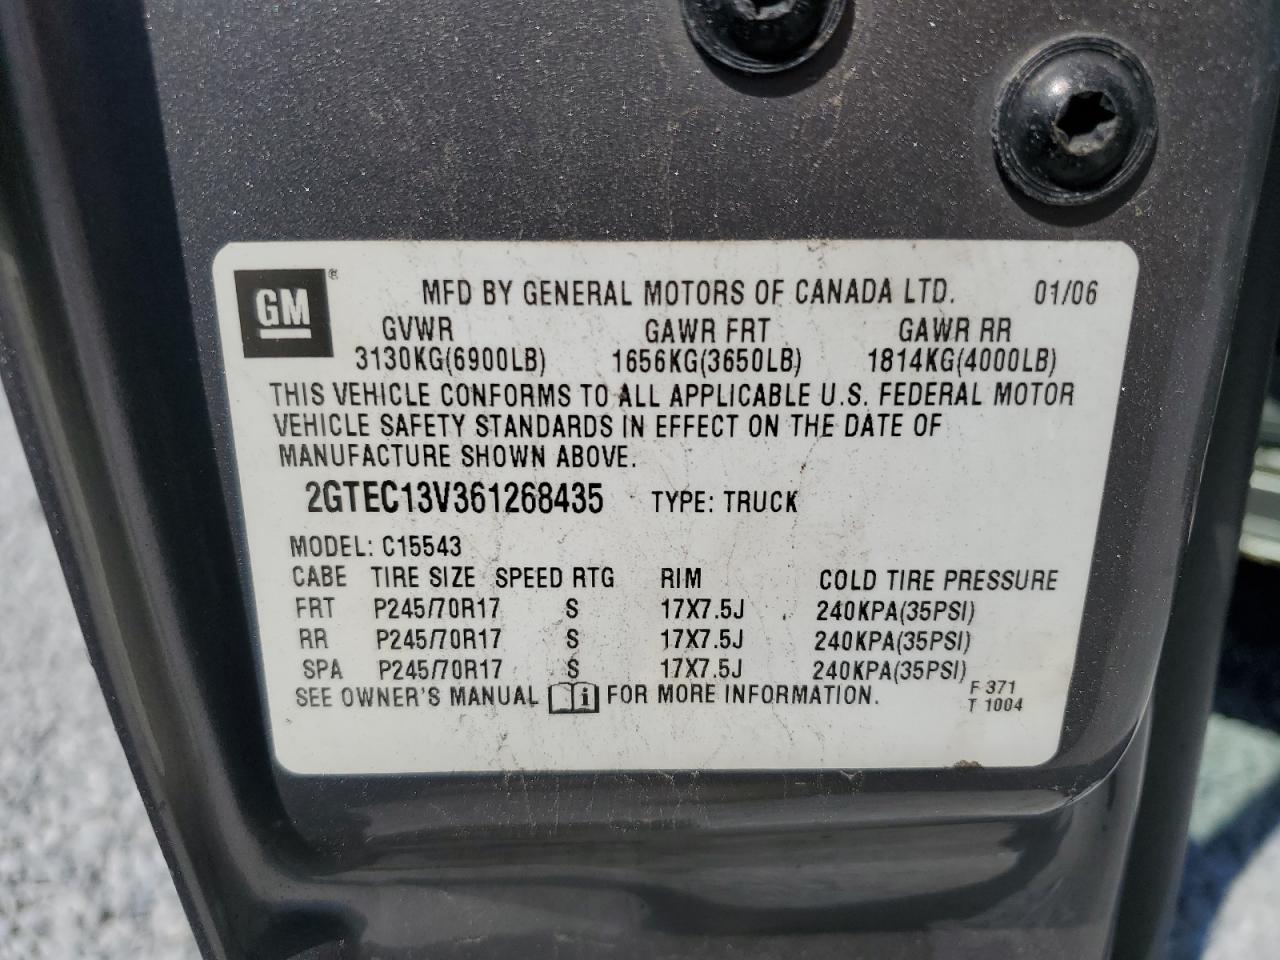 GM ®
MFD BY GENERAL MOTORS OF CANADA LTD. 01/06
GVWR GAWR FRT GAWR RR
3130KG(6900LB) 1656KG(3650LB) 1814KG(4000LB)
THIS VEHICLE CONFORMS TO ALL APPLICABLE U.S. FEDERAL MOTOR
VEHICLE SAFETY STANDARDS IN EFFECT ON THE DATE OF
MANUFACTURE SHOWN ABOVE.
2GTEC13V361268435 TYPE: TRUCK
MODEL: C15543
CABE TIRE SIZE SPEED RTG RIM COLD TIRE PRESSURE
FRT P245/70R17 S 17X7.5J 240KPA(35PSI)
RR P245/70R17 S 17X7.5J 240KPA(35PSI)
SPA P245/70R17 S 17X7.5J 240KPA(35PSI)
SEE OWNER'S MANUAL i FOR MORE INFORMATION.
F 371
T 1004